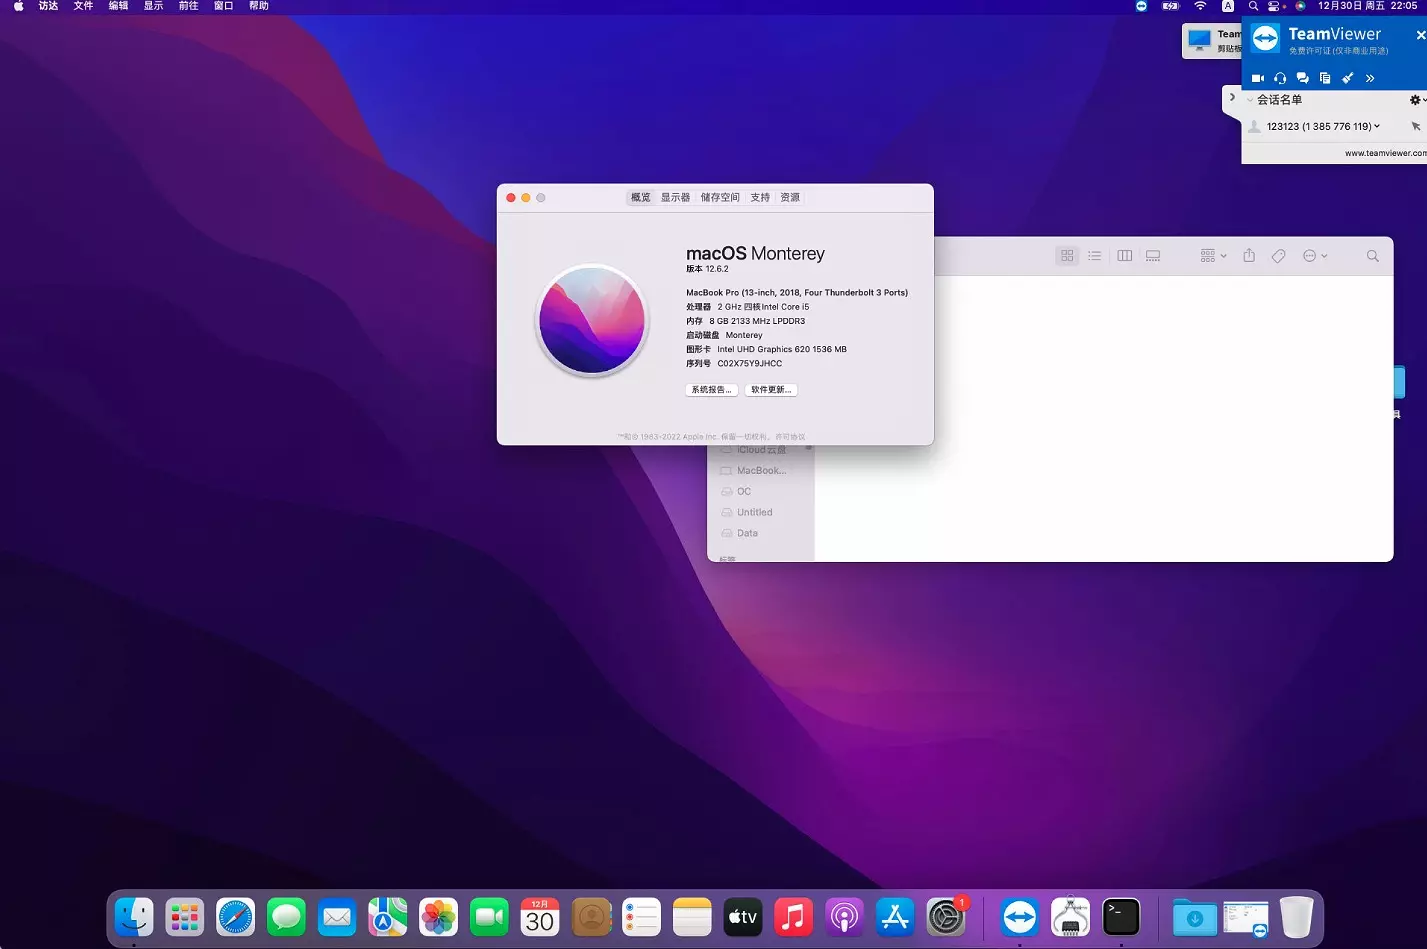 访达 文件 编辑 显示 前往 窗口 帮助
A
12月30日 周五 22:05
Team
剪贴板
TeamViewer
免费许可证(仅非商业用途)
会话名单
123123 (1 385 776 119)
www.teamviewer.com
概览 显示器 储存空间 支持 资源
macOS Monterey
版本 12.6.2
MacBook Pro (13-inch, 2018, Four Thunderbolt 3 Ports)
处理器 2 GHz 四核Intel Core i5
内存 8 GB 2133 MHz LPDDR3
启动磁盘 Monterey
图形卡 Intel UHD Graphics 620 1536 MB
序列号 C02X75Y9JHCC
系统报告...
软件更新...
™和© 1983-2022 Apple Inc. 保留一切权利。许可协议
iCloud 云盘
MacBook...
OC
Untitled
Data
标签
具
12月
30
tv
1
>_